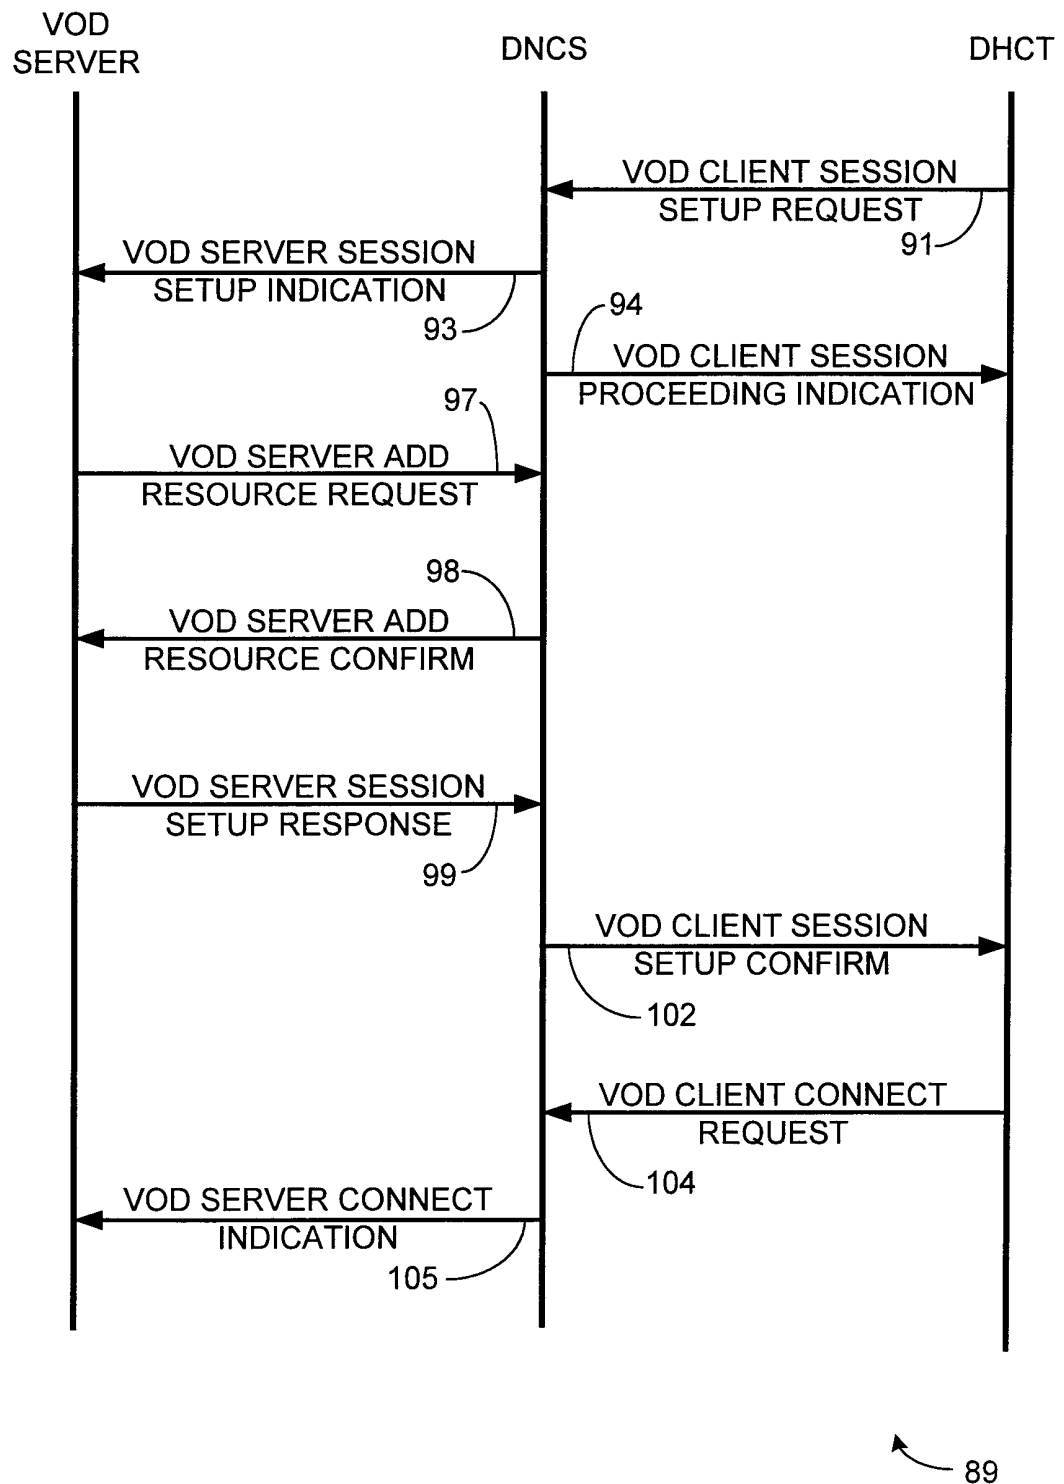 VOD
SERVER
DNCS
DHCT
VOD CLIENT SESSION
SETUP REQUEST
91
VOD SERVER SESSION
SETUP INDICATION
93
94
VOD CLIENT SESSION
PROCEEDING INDICATION
97
VOD SERVER ADD
RESOURCE REQUEST
98
VOD SERVER ADD
RESOURCE CONFIRM
VOD SERVER SESSION
SETUP RESPONSE
99
VOD CLIENT SESSION
SETUP CONFIRM
102
VOD CLIENT CONNECT
REQUEST
104
VOD SERVER CONNECT
INDICATION
105
89